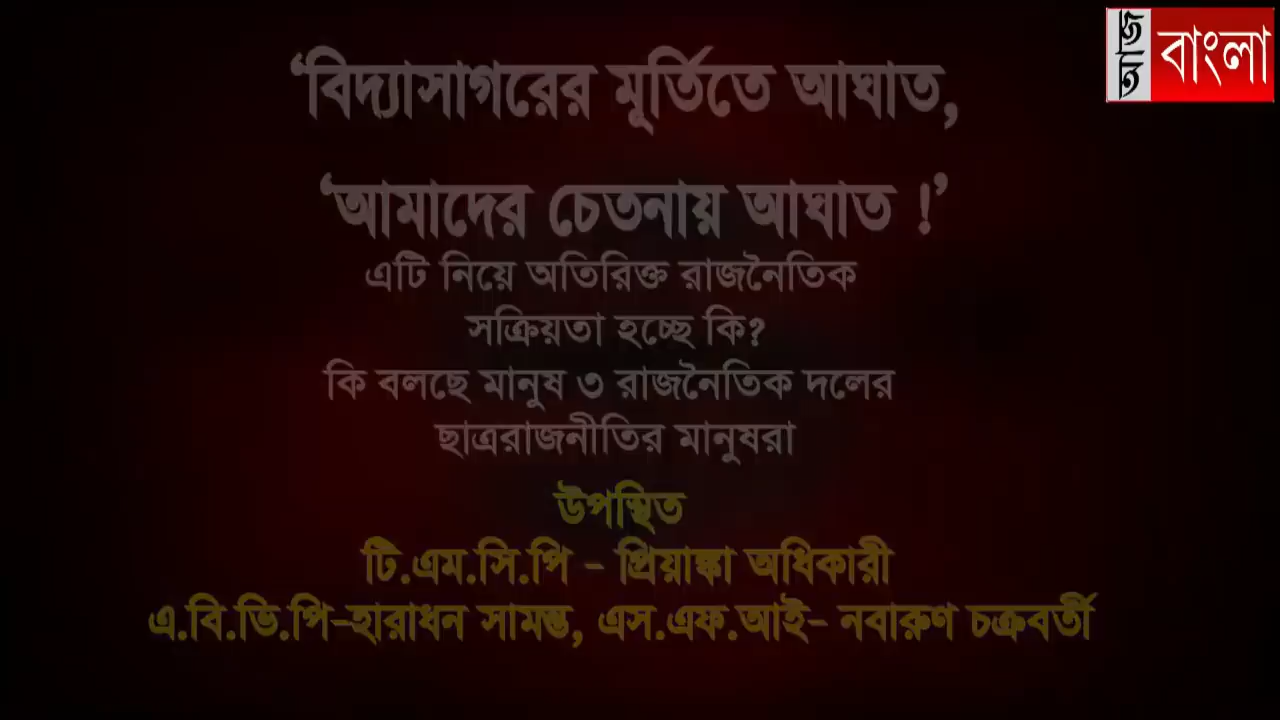 আজ বাংলা
‘বিদ্যাসাগরের মূর্তিতে আঘাত,
‘আমাদের চেতনায় আঘাত !’
এটি নিয়ে অতিরিক্ত রাজনৈতিক
সক্রিয়তা হচ্ছে কি?
কি বলছে মানুষ ও রাজনৈতিক দলের
ছাত্ররাজনীতির মানুষরা
উপস্থিত
টি.এম.সি.পি - প্রিয়াঙ্কা অধিকারী
এ.বি.ভি.পি-হারাধন সামন্ত, এস.এফ.আই- নবারুণ চক্রবর্তী